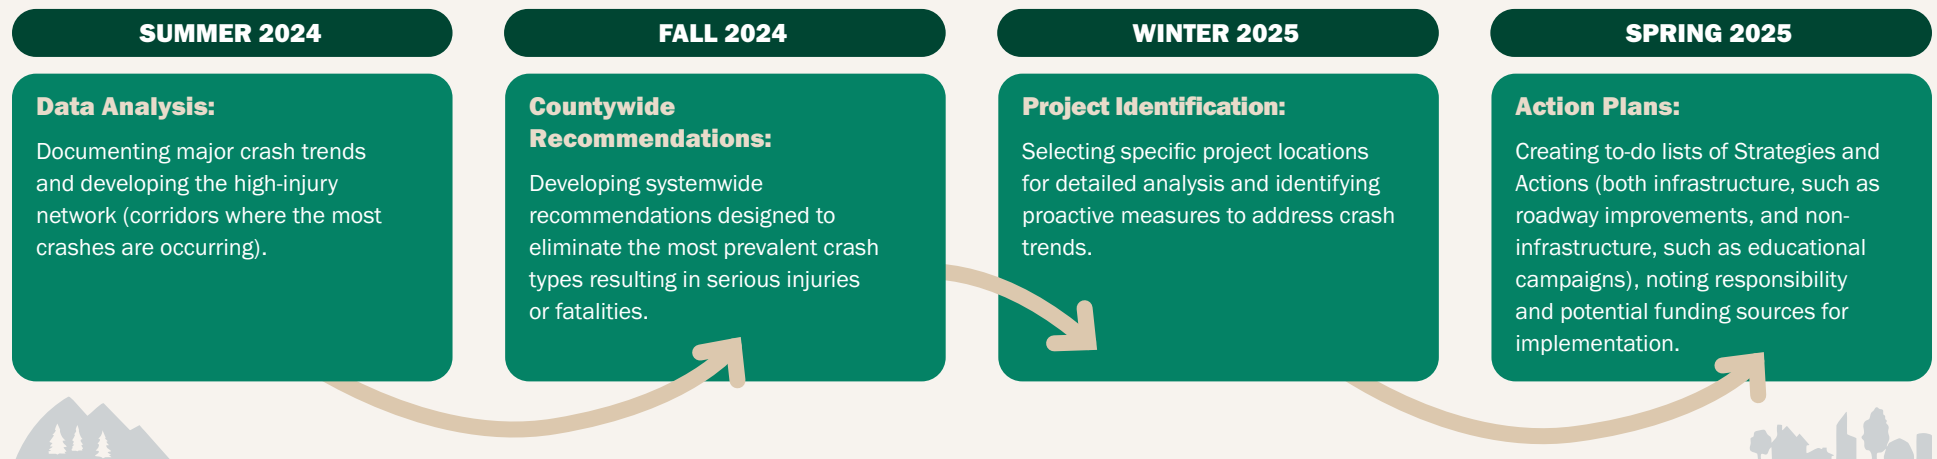 SUMMER 2024
Data Analysis:
Documenting major crash trends
and developing the high-injury
network (corridors where the most
crashes are occurring).
FALL 2024
Countywide
Recommendations:
Developing systemwide
recommendations designed to
eliminate the most prevalent crash
types resulting in serious injuries
or fatalities.
WINTER 2025
Project Identification:
Selecting specific project locations
for detailed analysis and identifying
proactive measures to address crash
trends.
SPRING 2025
Action Plans:
Creating to-do lists of Strategies and
Actions (both infrastructure, such as
roadway improvements, and non-
infrastructure, such as educational
campaigns), noting responsibility
and potential funding sources for
implementation.